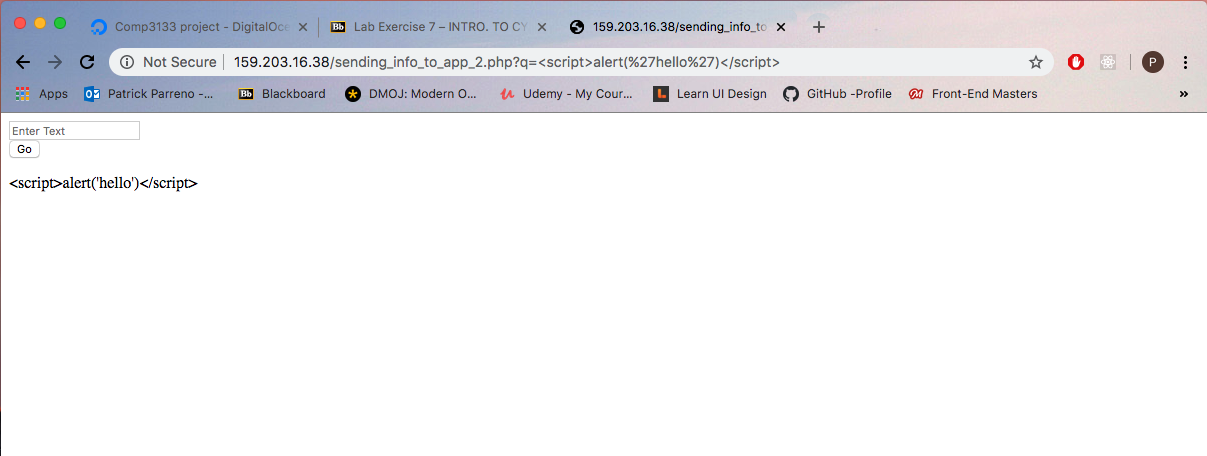 Comp3133 project - DigitalOce
Lab Exercise 7 – INTRO. TO CY
159.203.16.38/sending_info_to
Not Secure
159.203.16.38/sending_info_to_app_2.php?q=<script>alert(%27hello%27)</script>
P
Apps
Patrick Parreno -...
Bb Blackboard
DMOJ: Modern O...
Udemy - My Cour...
Learn UI Design
GitHub -Profile
Front-End Masters
»
Enter Text
Go
<script>alert('hello')</script>